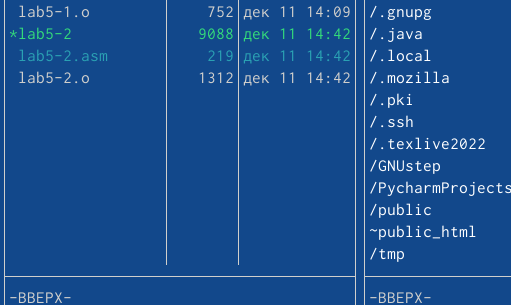 lab5-1.o 752 дек 11 14:09
*lab5-2 9088 дек 11 14:42
lab5-2.asm 219 дек 11 14:42
lab5-2.o 1312 дек 11 14:42
-ВВЕРХ-
/.gnupg
/.java
/.local
/.mozilla
/.pki
/.ssh
/.texlive2022
/GNUstep
/PycharmProjects
/public
~public_html
/tmp
-ВВЕРХ-